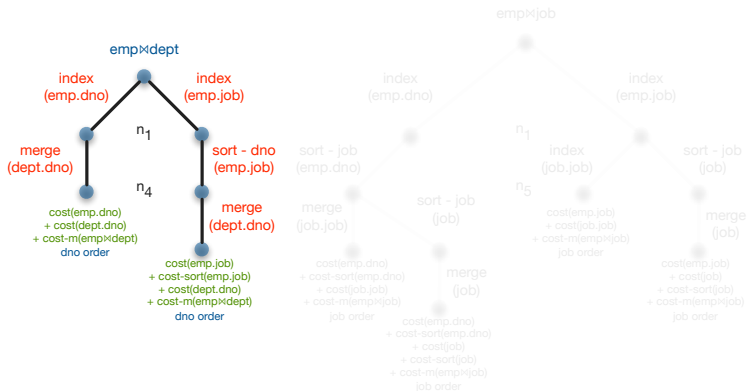 emp⋈dept
index
(emp.dno)
index
(emp.job)
n1
merge
(dept.dno)
sort - dno
(emp.job)
n4
merge
(dept.dno)
cost(emp.dno)
+ cost(dept.dno)
+ cost-m(emp⋈dept)
dno order
cost(emp.job)
+ cost-sort(emp.job)
+ cost(dept.dno)
+ cost-m(emp⋈dept)
dno order
emp⋈job
index
(emp.dno)
index
(emp.job)
n1
sort - job
(emp.dno)
index
(job.job)
sort - job
(job)
n5
merge
(job.job)
sort - job
(job)
cost(emp.job)
+ cost(job.job)
+ cost-m(emp⋈job)
job order
merge
(job)
cost(emp.dno)
+ cost-sort(emp.dno)
+ cost(job.job)
+ cost-m(emp⋈job)
job order
merge
(job)
cost(emp.job)
+ cost(job)
+ cost-sort(job)
+ cost-m(emp⋈job)
job order
cost(emp.dno)
+ cost-sort(emp.dno)
+ cost(job)
+ cost-sort(job)
+ cost-m(emp⋈job)
job order